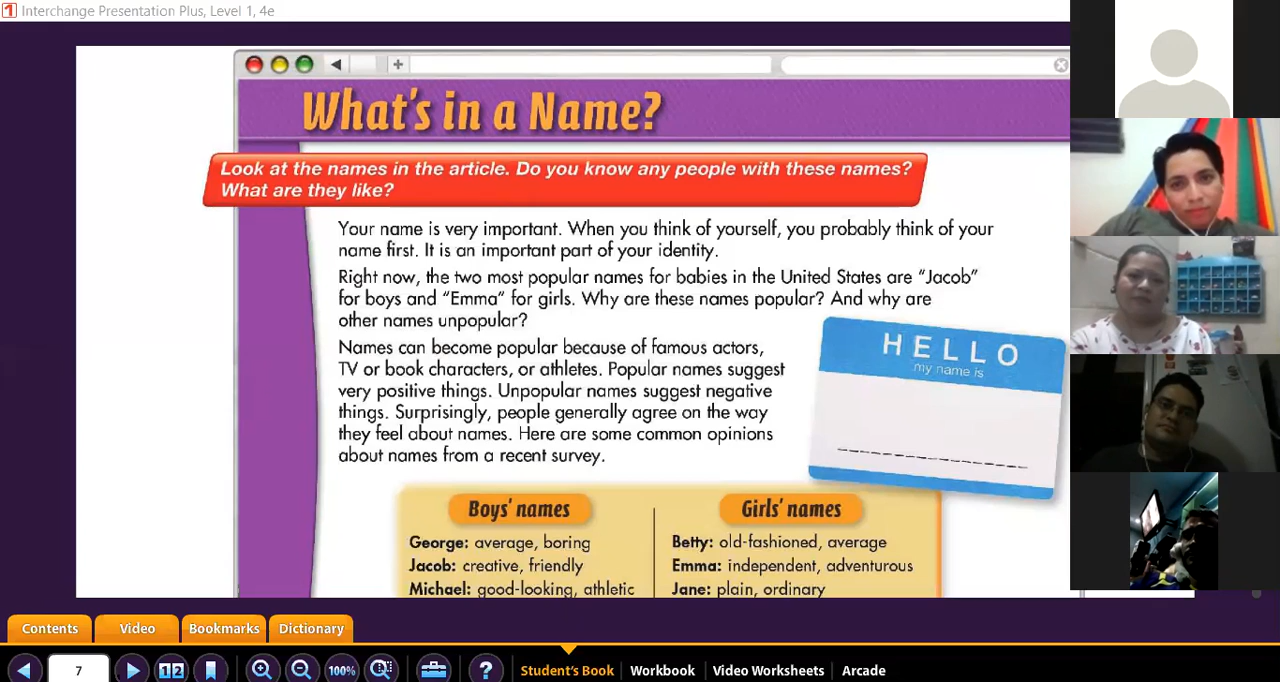 Interchange Presentation Plus, Level 1, 4e
What's in a Name?
Look at the names in the article. Do you know any people with these names?
What are they like?
Your name is very important. When you think of yourself, you probably think of your
name first. It is an important part of your identity.
Right now, the two most popular names for babies in the United States are “Jacob”
for boys and “Emma” for girls. Why are these names popular? And why are
other names unpopular?
Names can become popular because of famous actors,
TV or book characters, or athletes. Popular names suggest
very positive things. Unpopular names suggest negative
things. Surprisingly, people generally agree on the way
they feel about names. Here are some common opinions
about names from a recent survey.
HELLO
my name is
Boys' names
George: average, boring
Jacob: creative, friendly
Michael: good-looking, athletic
Girls' names
Betty: old-fashioned, average
Emma: independent, adventurous
Jane: plain, ordinary
Contents Video Bookmarks Dictionary
7 1 2 100% ? Student's Book Workbook Video Worksheets Arcade